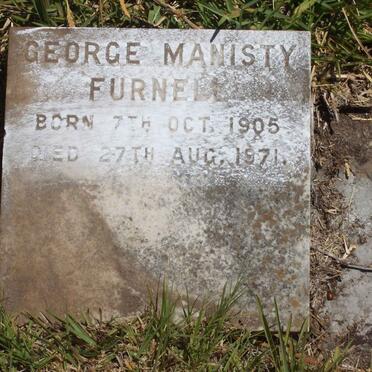 GEORGE MANISTY
FURNELL
BORN 7TH OCT. 1905
DIED 27TH AUG. 1971.